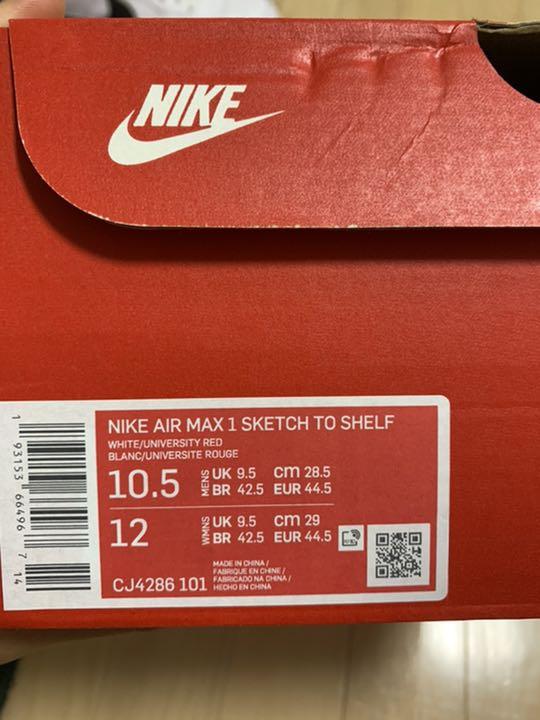 NIKE
NIKE AIR MAX 1 SKETCH TO SHELF
WHITE/UNIVERSITY RED
BLANC/UNIVERSITE ROUGE
10.5 MENS UK 9.5 cm 28.5
BR 42.5 EUR 44.5
12 WMNS UK 9.5 cm 29
BR 42.5 EUR 44.5
CJ4286 101
MADE IN CHINA /
FABRIQUE EN CHINE /
FABRICADO NA CHINA /
HECHO EN CHINA
1 93153 66496 7 14